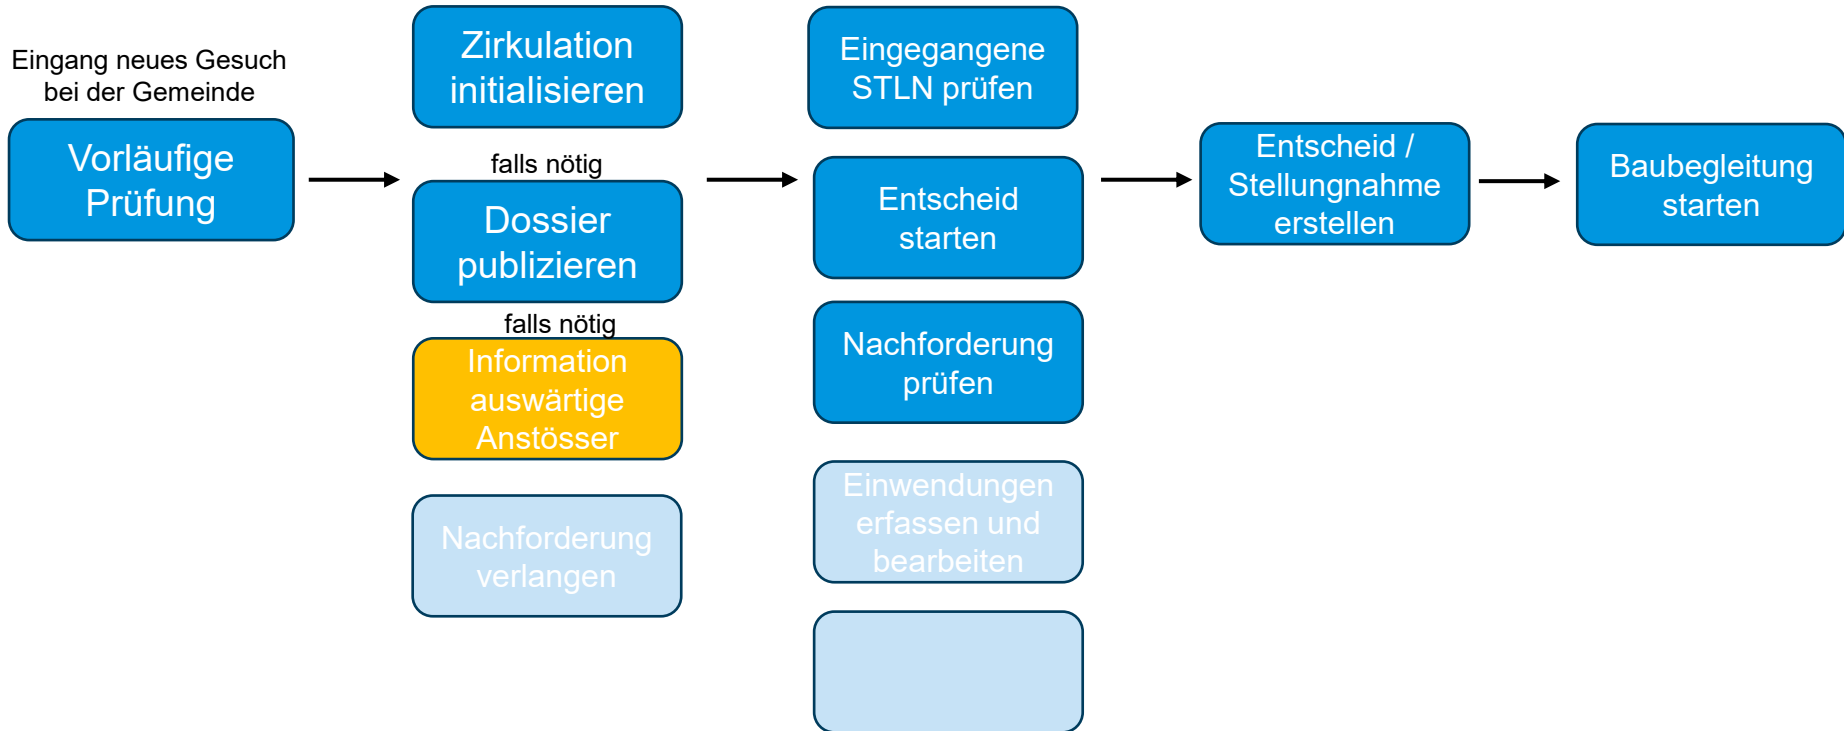 Eingang neues Gesuch
bei der Gemeinde
Vorläufige
Prüfung
Zirkulation
initialisieren
falls nötig
Dossier
publizieren
falls nötig
Information
auswärtige
Anstösser
Nachforderung
verlangen
Eingegangene
STLN prüfen
Entscheid
starten
Nachforderung
prüfen
Einwendungen
erfassen und
bearbeiten
Entscheid /
Stellungnahme
erstellen
Baubegleitung
starten